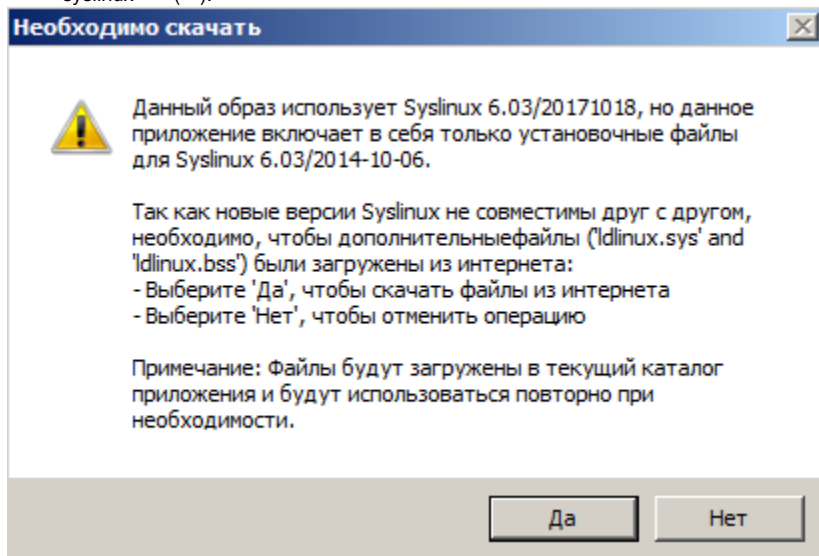 syslinux
Необходимо скачать
Данный образ использует Syslinux 6.03/20171018, но данное
приложение включает в себя только установочные файлы
для Syslinux 6.03/2014-10-06.
Так как новые версии Syslinux не совместимы друг с другом,
необходимо, чтобы дополнительныефайлы ('ldlinux.sys' and
'ldlinux.bss') были загружены из интернета:
- Выберите 'Да', чтобы скачать файлы из интернета
- Выберите 'Нет', чтобы отменить операцию
Примечание: Файлы будут загружены в текущий каталог
приложения и будут использоваться повторно при
необходимости.
Да Нет